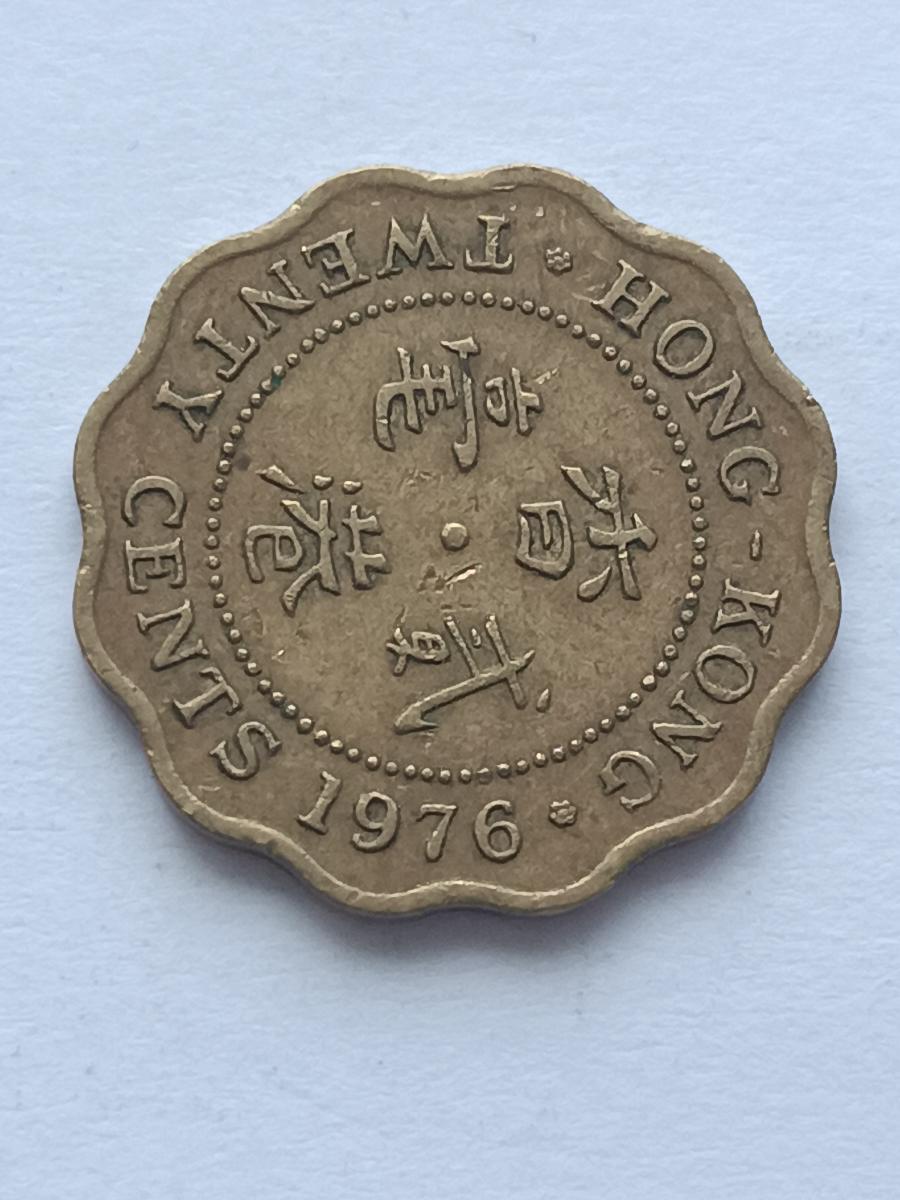 HONG-KONG
TWENTY CENTS 1976
香港
貳毫